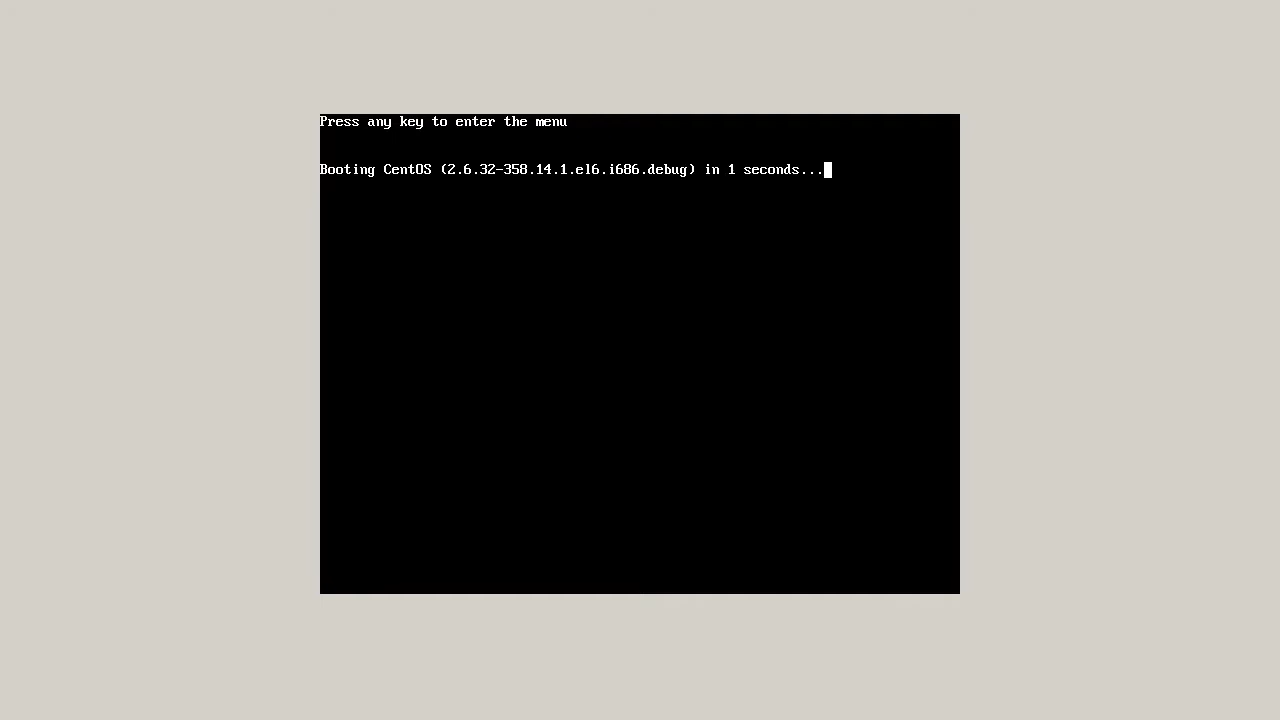 Press any key to enter the menu
Booting CentOS (2.6.32-358.14.1.el6.i686.debug) in 1 seconds...